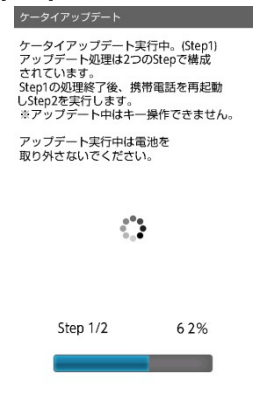 ケータイアップデート
ケータイアップデート実行中。(Step1)
アップデート処理は2つのStepで構成
されています。
Step1の処理終了後、携帯電話を再起動
しStep2を実行します。
※アップデート中はキー操作できません。
アップデート実行中は電池を
取り外さないでください。
Step 1/2 62%